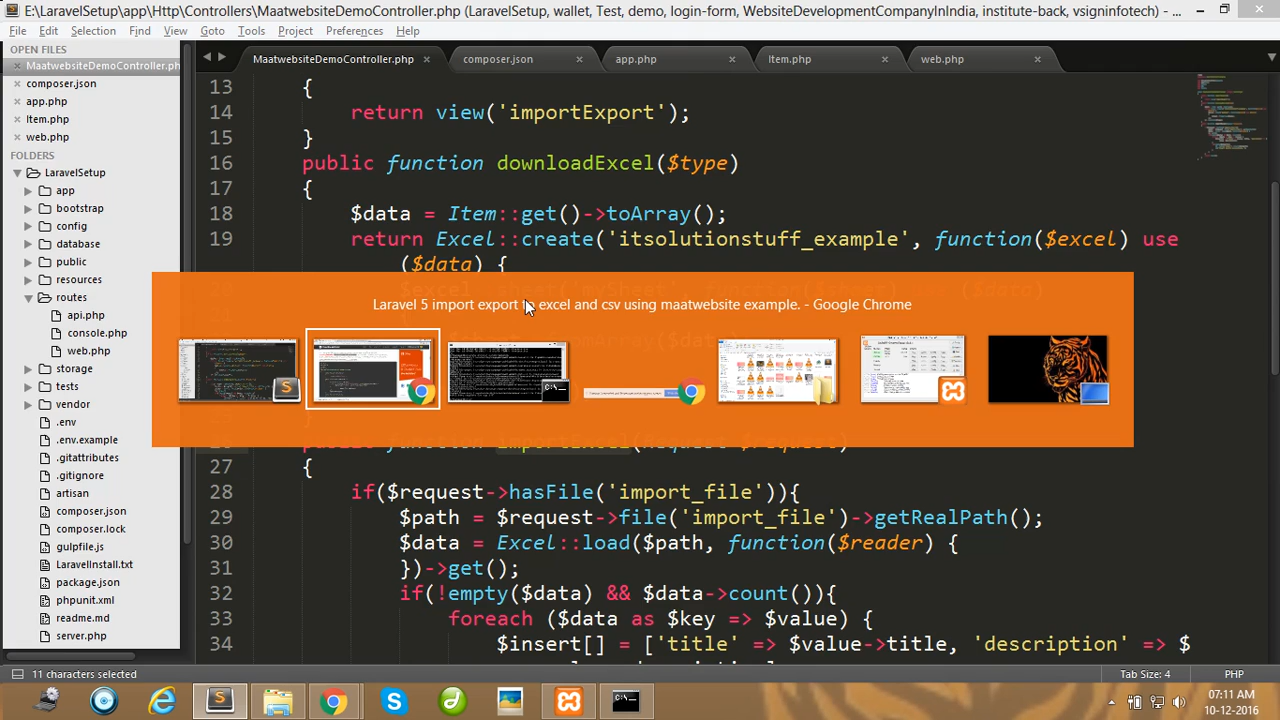 E:\LaravelSetup\app\Http\Controllers\MaatwebsiteDemoController.php (LaravelSetup, wallet, Test, demo, login-form, WebsiteDevelopmentCompanyInIndia, institute-back, vsigninfotech) - ...
File Edit Selection Find View Goto Tools Project Preferences Help
OPEN FILES
MaatwebsiteDemoController.ph
composer.json
app.php
Item.php
web.php
FOLDERS
LaravelSetup
app
bootstrap
config
database
public
resources
routes
api.php
console.php
web.php
storage
tests
vendor
.env
.env.example
.gitattributes
.gitignore
artisan
composer.json
composer.lock
gulpfile.js
LaravelInstall.txt
package.json
phpunit.xml
readme.md
server.php
MaatwebsiteDemoController.php composer.json app.php Item.php web.php
13 {
14 return view('importExport');
15 }
16 public function downloadExcel($type)
17 {
18 $data = Item::get()->toArray();
19 return Excel::create('itsolutionstuff_example', function($excel) use
($data) {
Laravel 5 import export to excel and csv using maatwebsite example. - Google Chrome
27 {
28 if($request->hasFile('import_file')){
29 $path = $request->file('import_file')->getRealPath();
30 $data = Excel::load($path, function($reader) {
31 })->get();
32 if(!empty($data) && $data->count()){
33 foreach ($data as $key => $value) {
34 $insert[] = ['title' => $value->title, 'description' => $
11 characters selected Tab Size: 4 PHP
07:11 AM
10-12-2016